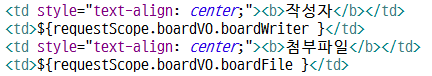 <td style="text-align: center;"><b>작성자</b></td>
<td>${requestScope.boardVO.boardWriter }</td>
<td style="text-align: center;"><b>첨부파일</b></td>
<td>${requestScope.boardVO.boardFile }</td>